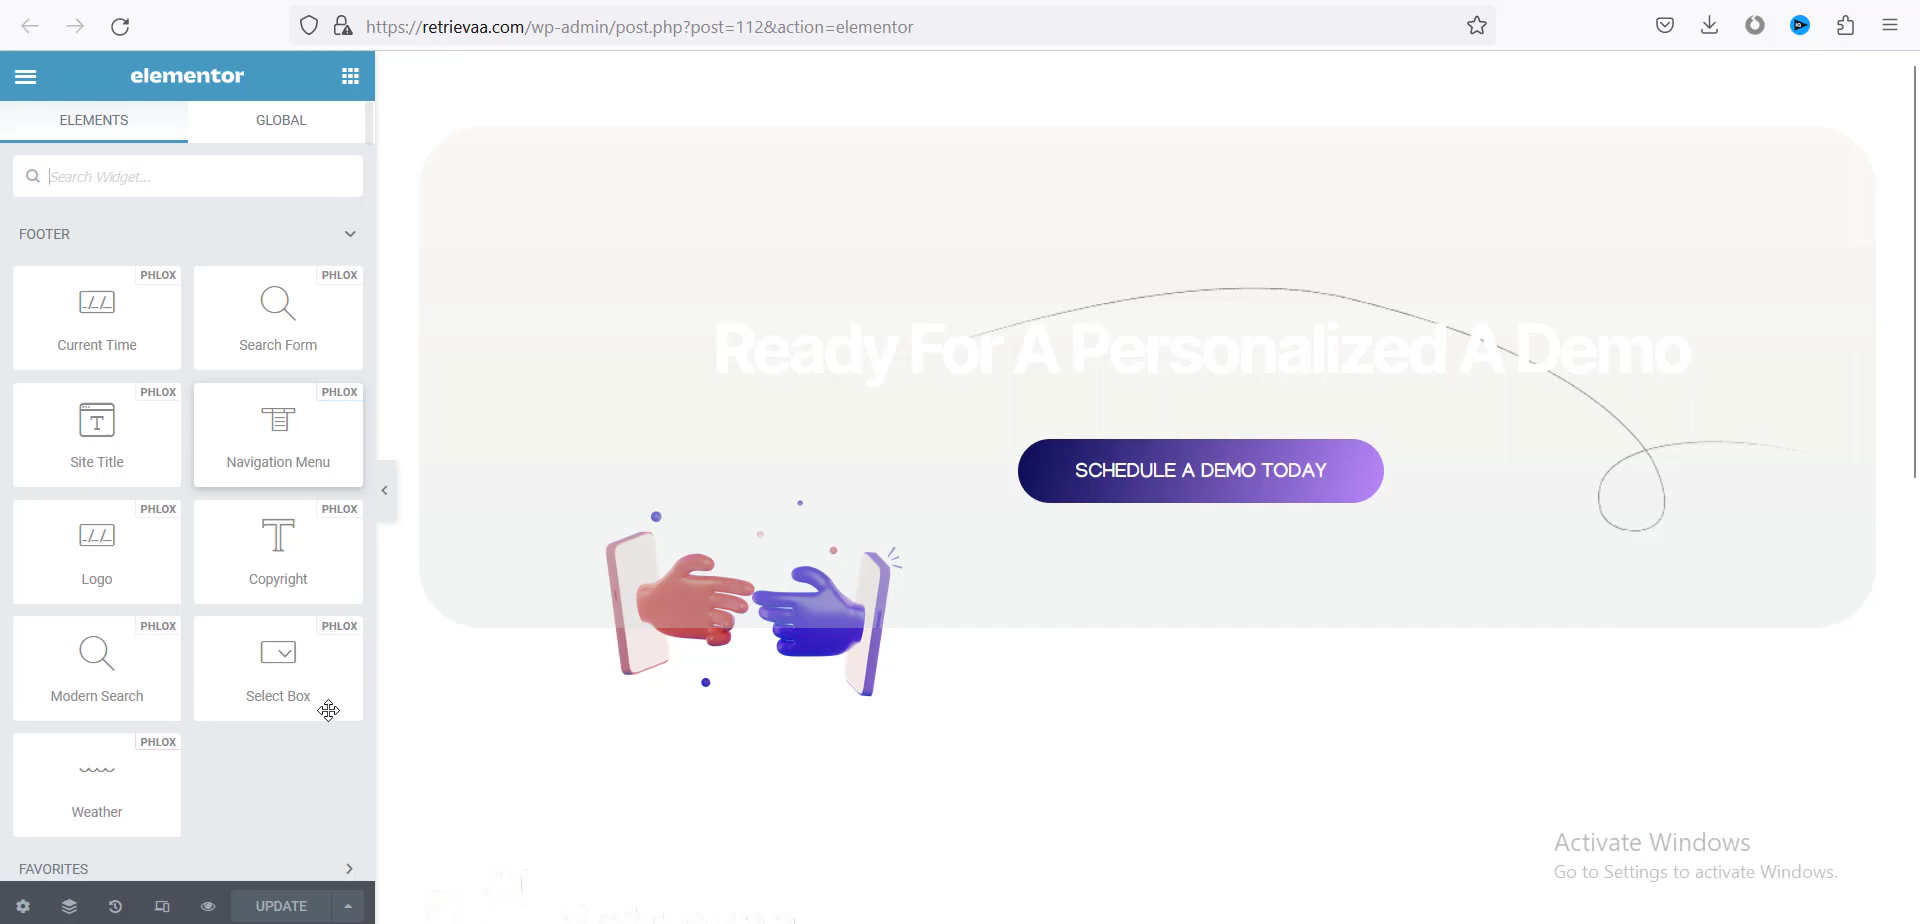 https://retrievaa.com/wp-admin/post.php?post=112&action=elementor
elementor
ELEMENTS
GLOBAL
Search Widget...
FOOTER
PHLOX
Current Time
PHLOX
Search Form
PHLOX
Site Title
PHLOX
Navigation Menu
PHLOX
Logo
PHLOX
Copyright
PHLOX
Modern Search
PHLOX
Select Box
PHLOX
Weather
FAVORITES
UPDATE
Ready For A Personalized A Demo
SCHEDULE A DEMO TODAY
Activate Windows
Go to Settings to activate Windows.